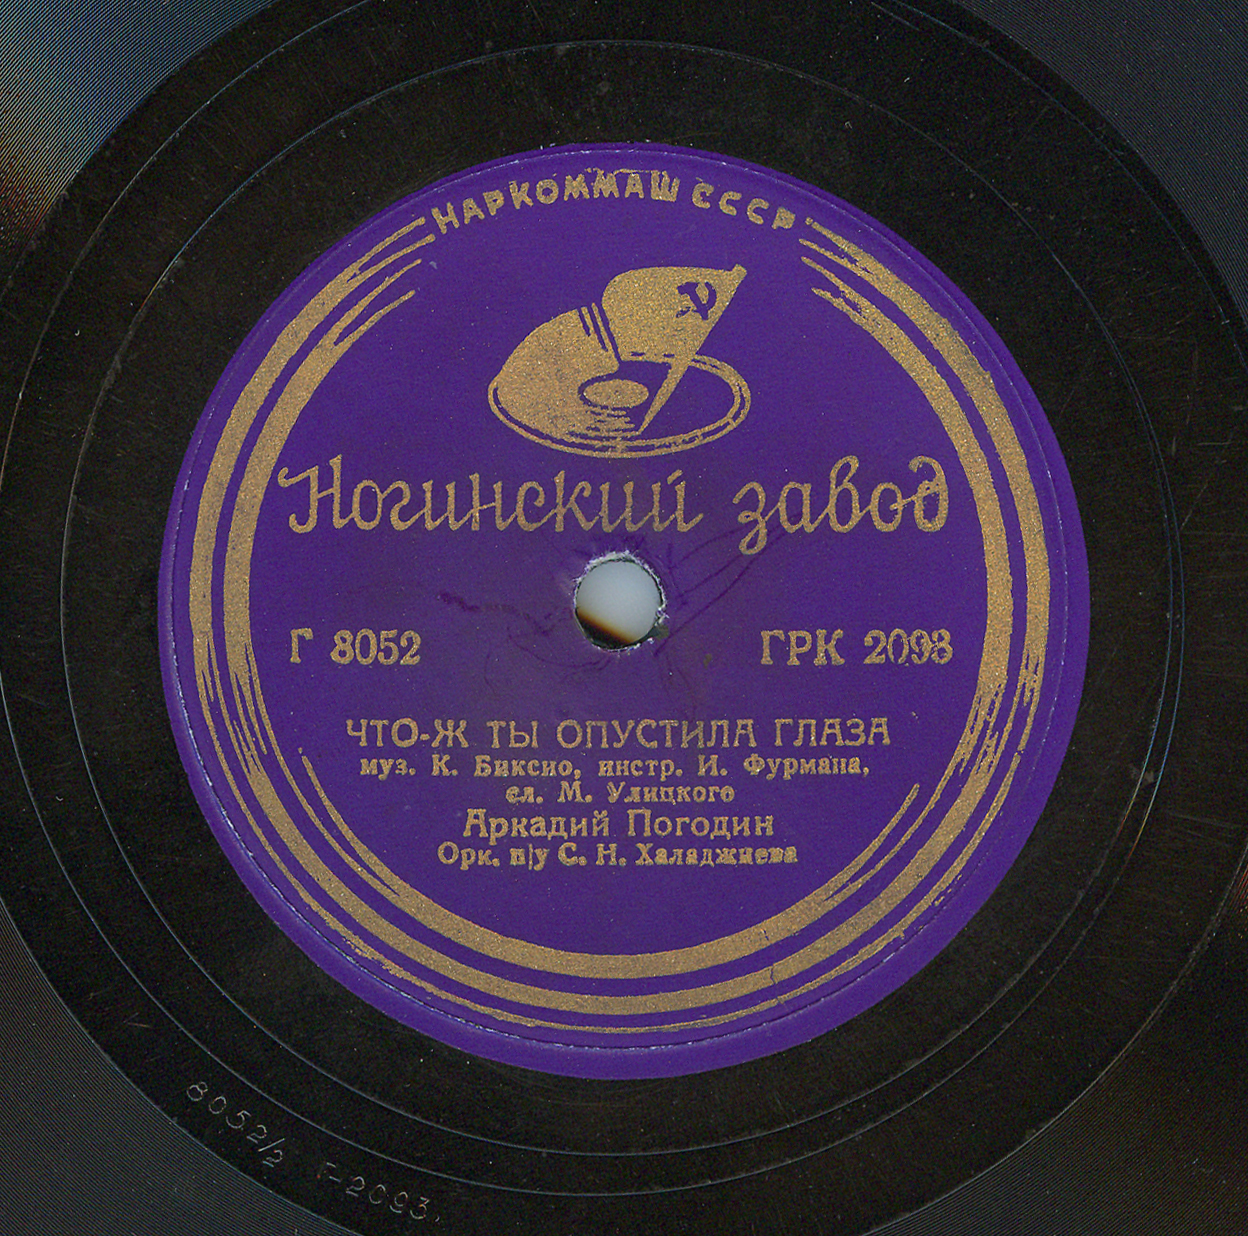 НАРКОММАШ СССР
Ногинский завод
Г 8052 ГРК 2093
ЧТО-Ж ТЫ ОПУСТИЛА ГЛАЗА
муз. К. Биксио, инстр. И. Фурмана,
сл. М. Улицкого
Аркадий Погодин
Орк. п/у С. Н. Халаджиева
8052/2 Г-2093.